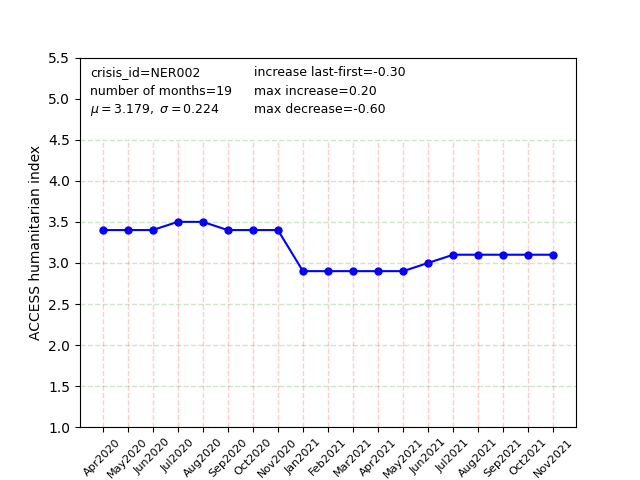 crisis_id=NER002
number of months=19
μ = 3.179, σ = 0.224
increase last-first=-0.30
max increase=0.20
max decrease=-0.60
ACCESS humanitarian index
5.5
5.0
4.5
4.0
3.5
3.0
2.5
2.0
1.5
1.0
Apr2020
May2020
Jun2020
Jul2020
Aug2020
Sep2020
Oct2020
Nov2020
Jan2021
Feb2021
Mar2021
Apr2021
May2021
Jun2021
Jul2021
Aug2021
Sep2021
Oct2021
Nov2021